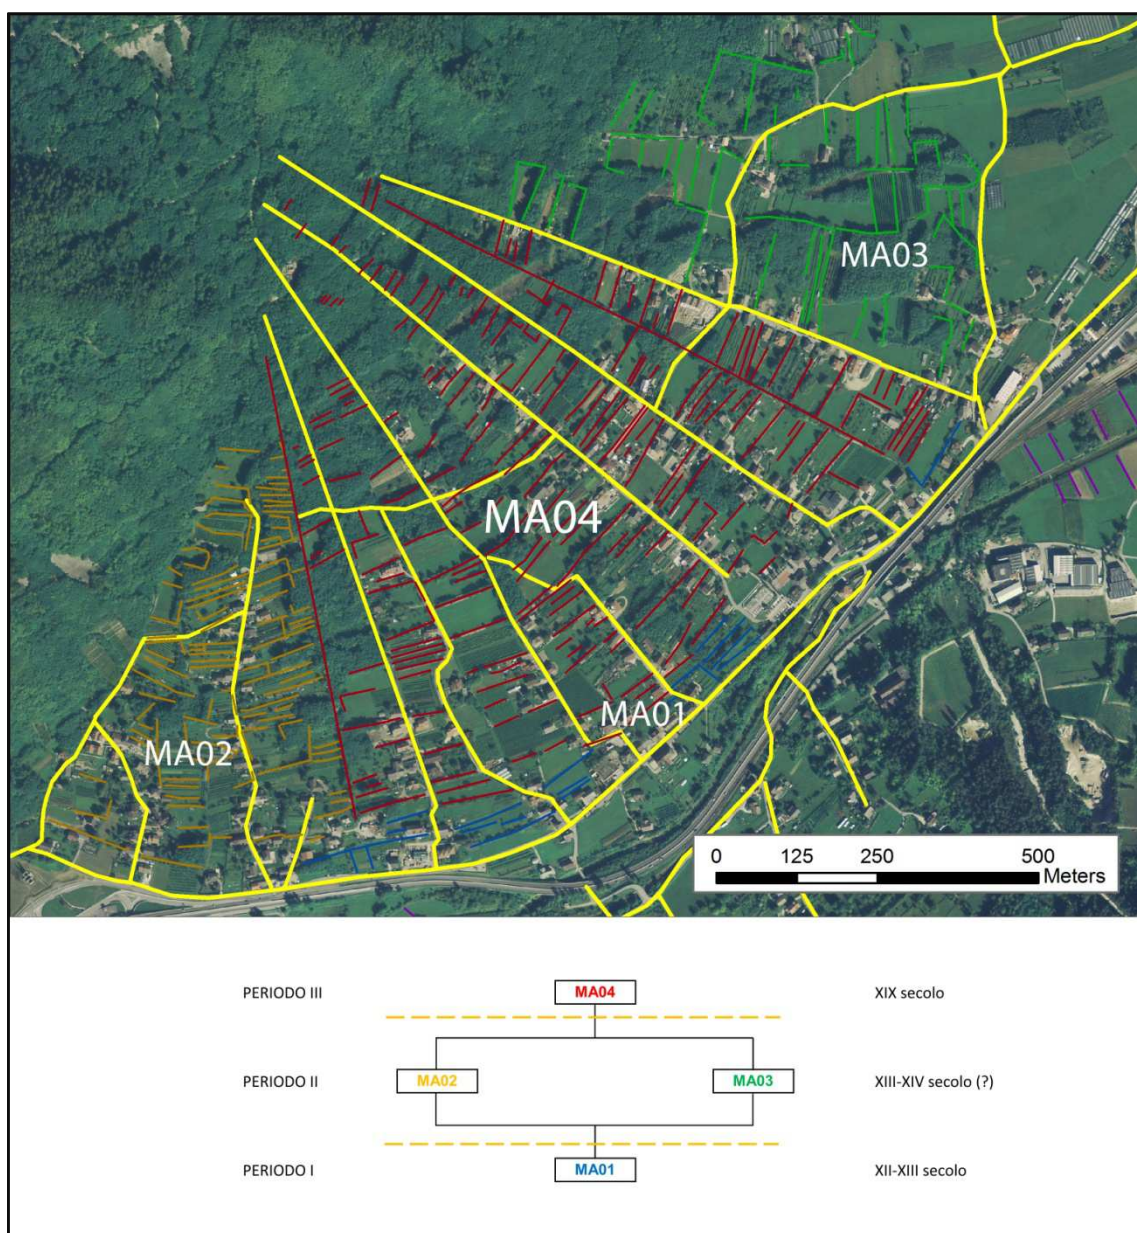 MA03
MA04
MA01
MA02
0 125 250 500
Meters
PERIODO III MA04 XIX secolo
PERIODO II MA02 MA03 XIII-XIV secolo (?)
PERIODO I MA01 XII-XIII secolo